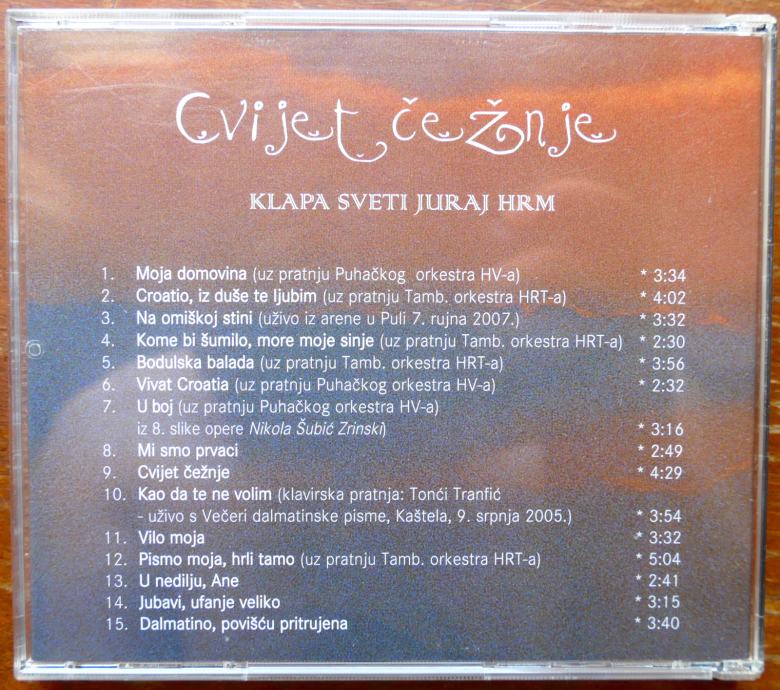 Cvijet čežnje
KLAPA SVETI JURAJ HRM
1. Moja domovina (uz pratnju Puhačkog orkestra HV-a) * 3:34
2. Croatio, iz duše te ljubim (uz pratnju Tamb. orkestra HRT-a) * 4:02
3. Na omiškoj stini (uživo iz arene u Puli 7. rujna 2007.) * 3:32
4. Kome bi šumilo, more moje sinje (uz pratnju Tamb. orkestra HRT-a) * 2:30
5. Bodulska balada (uz pratnju Tamb. orkestra HRT-a) * 3:56
6. Vivat Croatia (uz pratnju Puhačkog orkestra HV-a) * 2:32
7. U boj (uz pratnju Puhačkog orkestra HV-a)
iz 8. slike opere Nikola Šubić Zrinski) * 3:16
8. Mi smo prvaci * 2:49
9. Cvijet čežnje * 4:29
10. Kao da te ne volim (klavirska pratnja: Tonći Tranfić
- uživo s Večeri dalmatinske pisme, Kaštela, 9. srpnja 2005.) * 3:54
11. Vilo moja * 3:32
12. Pismo moja, hrli tamo (uz pratnju Tamb. orkestra HRT-a) * 5:04
13. U nedilju, Ane * 2:41
14. Jubavi, ufanje veliko * 3:15
15. Dalmatino, povišću pritrujena * 3:40